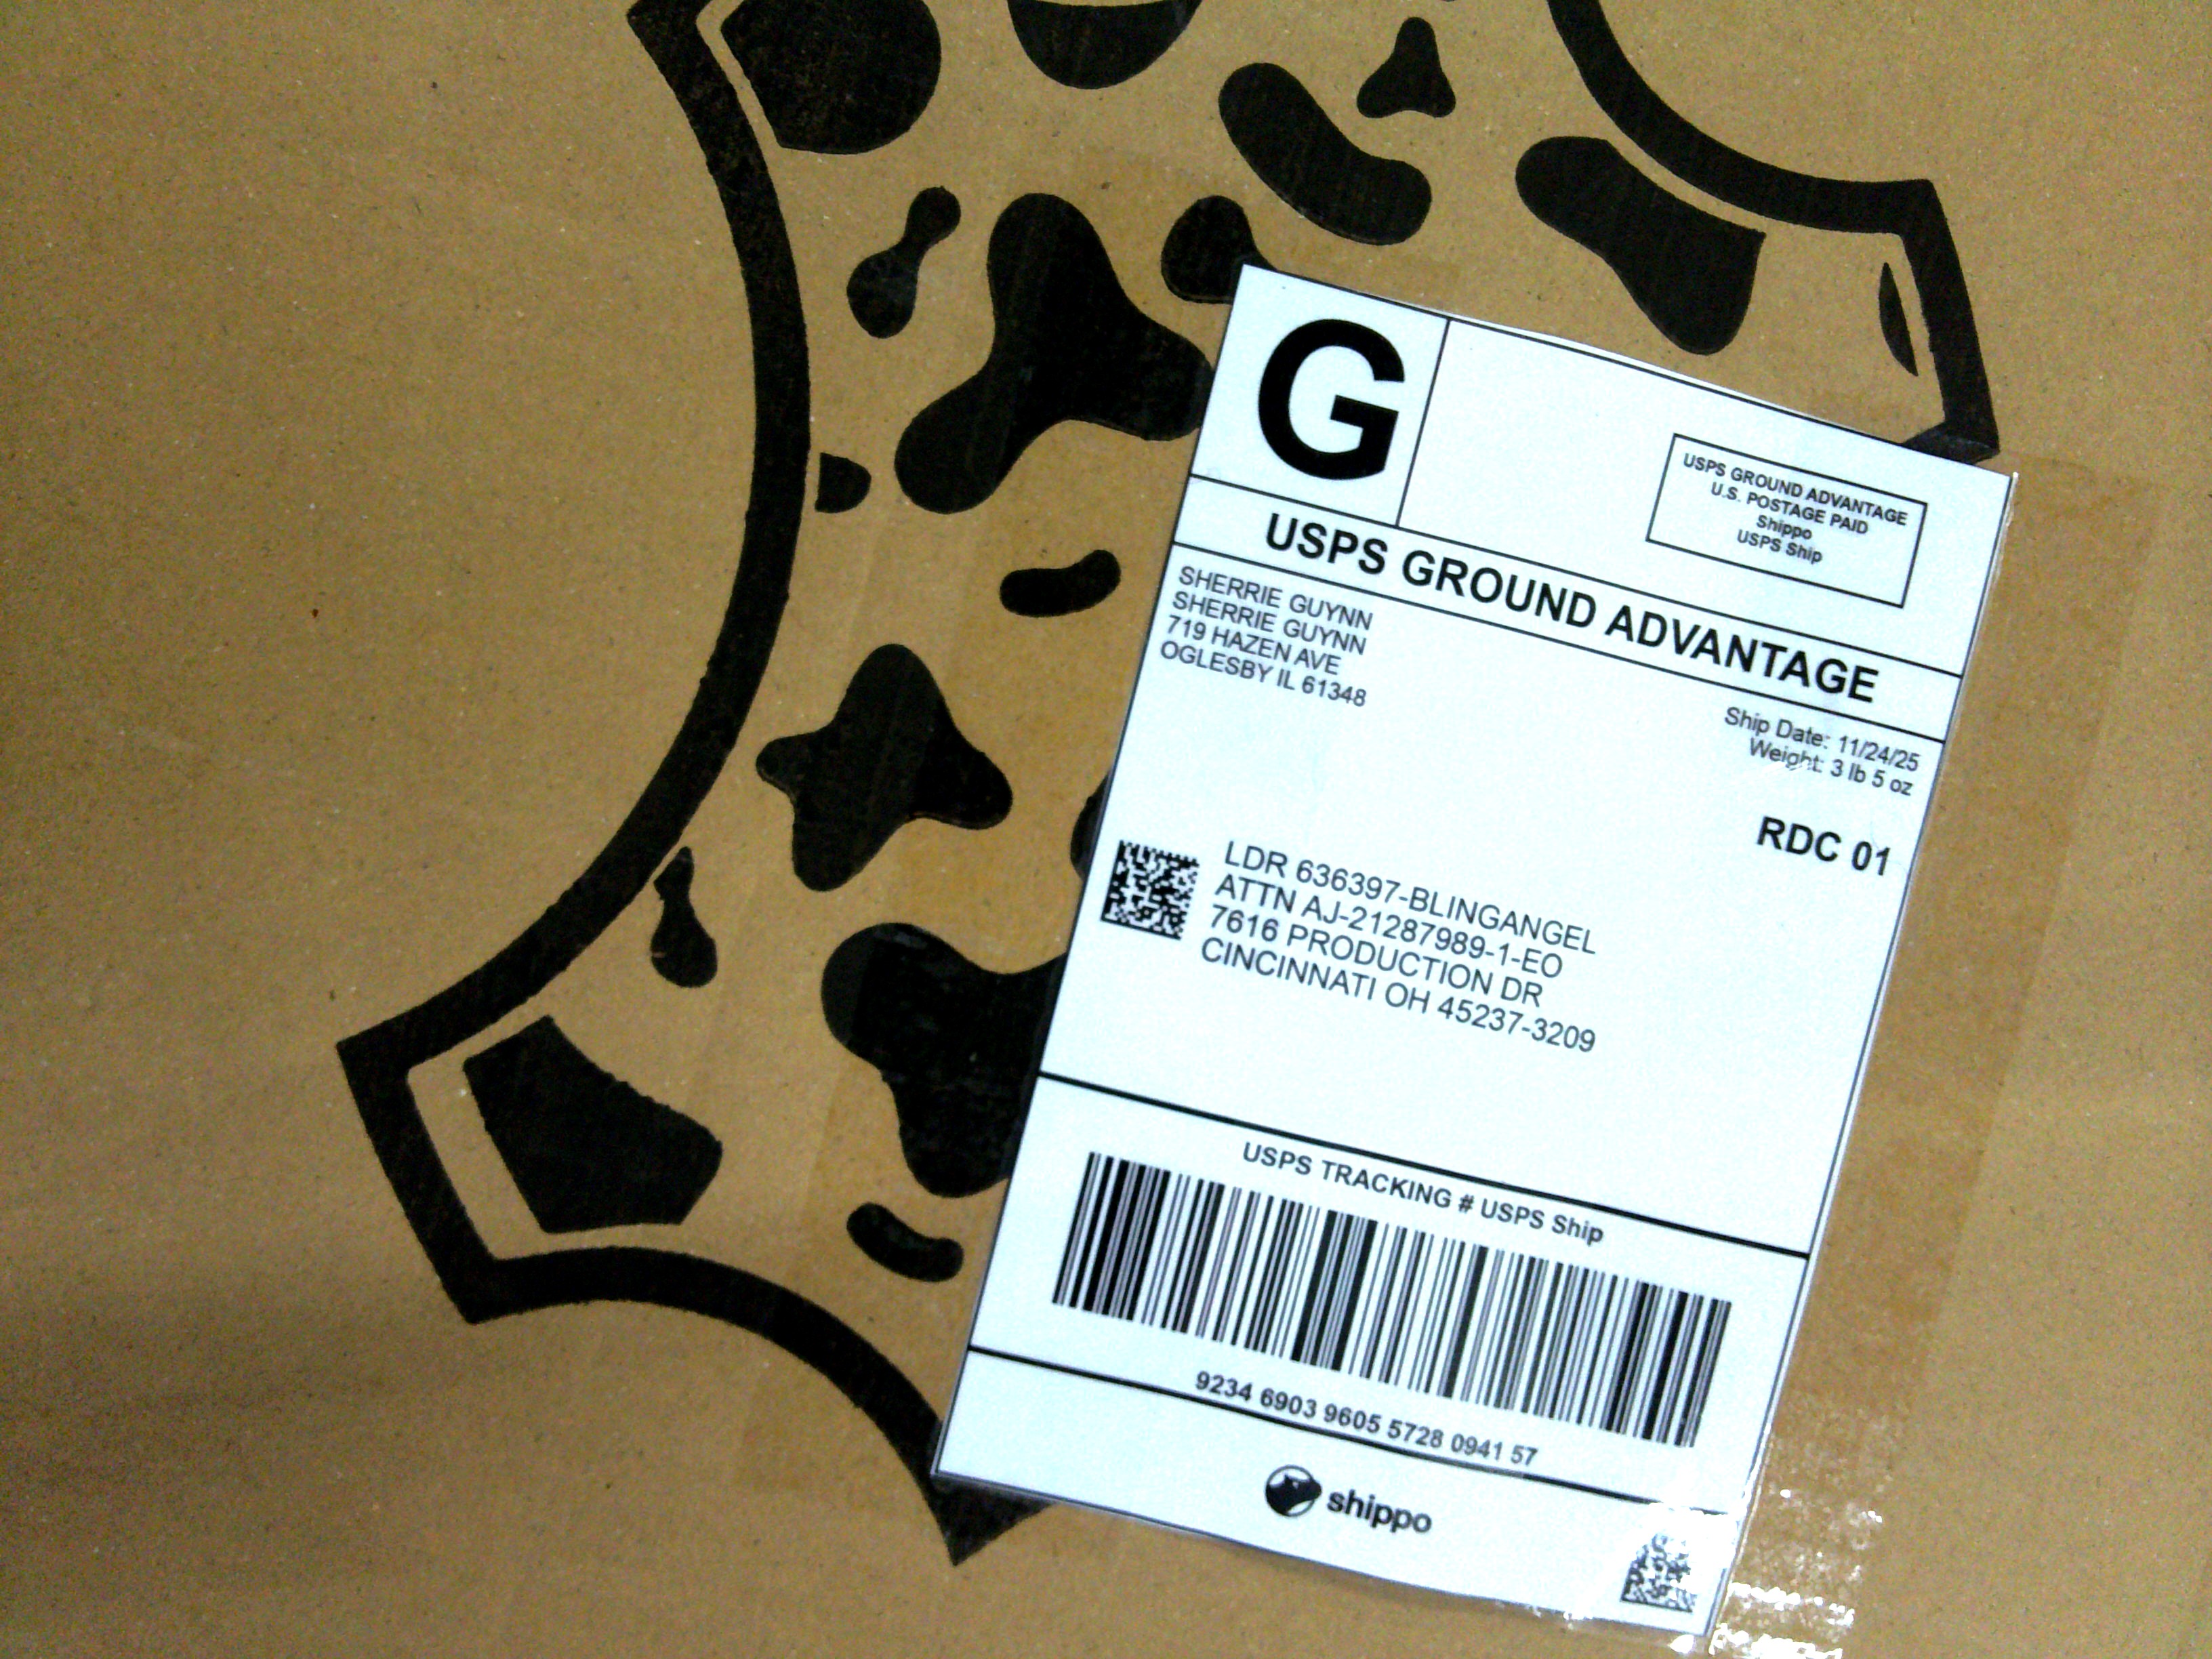 G
USPS GROUND ADVANTAGE
U.S. POSTAGE PAID
Shippo
USPS Ship
USPS GROUND ADVANTAGE
SHERRIE GUYNN
SHERRIE GUYNN
719 HAZEN AVE
OGLESBY IL 61348
Ship Date: 11/24/25
Weight: 3 lb 5 oz
RDC 01
LDR 636397-BLINGANGEL
ATTN AJ-21287989-1-EO
7616 PRODUCTION DR
CINCINNATI OH 45237-3209
USPS TRACKING # USPS Ship
9234 6903 9605 5728 0941 57
shippo